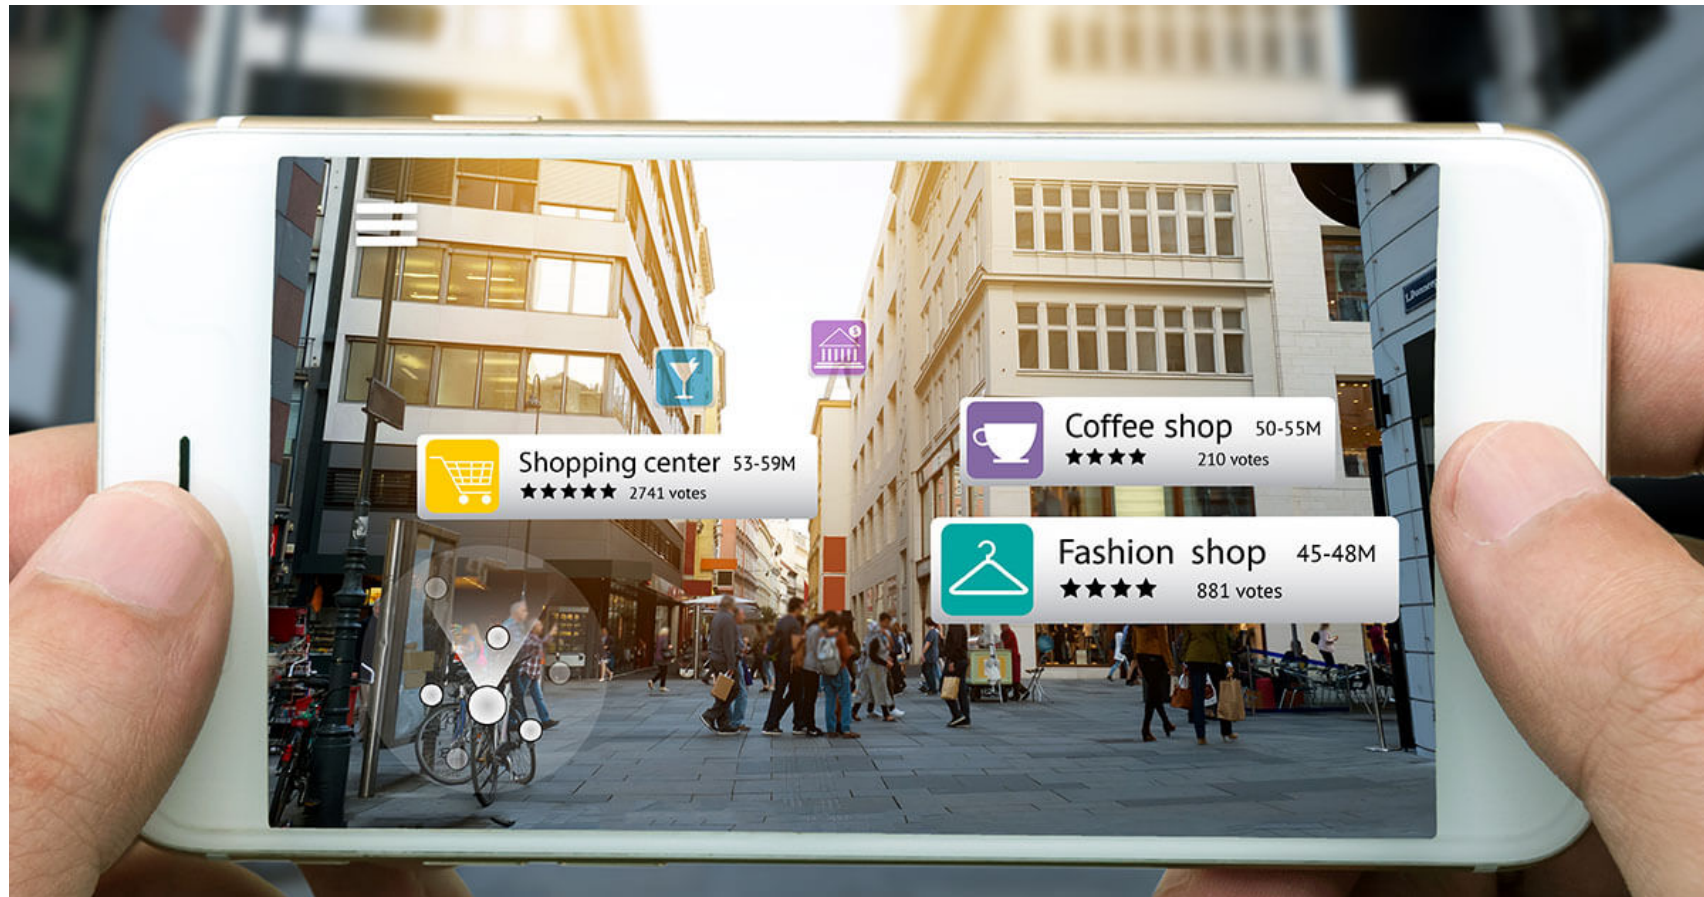 Shopping center 53-59M
2741 votes
Coffee shop 50-55M
210 votes
Fashion shop 45-48M
881 votes